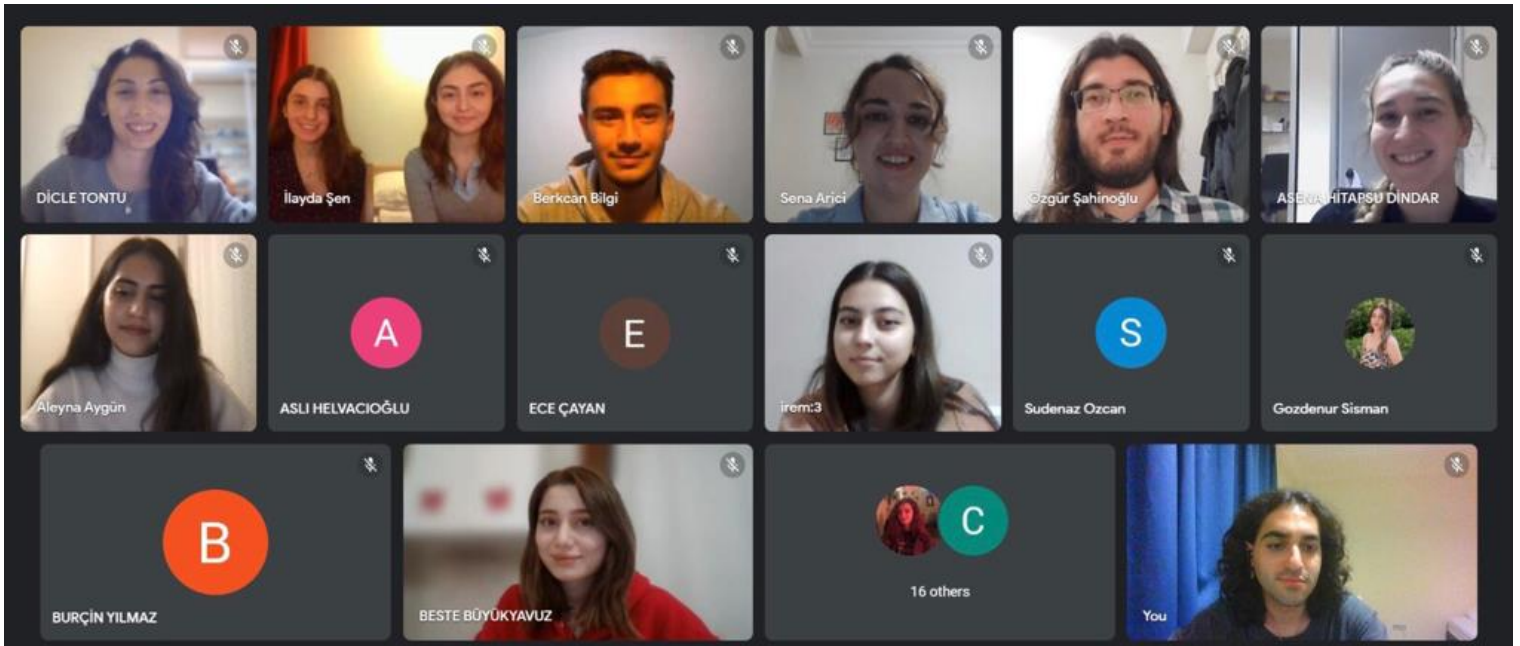 DİCLE TONTU
İlayda Şen
Berkcan Bilgi
Sena Arici
Özgür Şahinoğlu
ASENA HİTAPSU DİNDAR
Aleyna Aygün
A
ASLI HELVACIOĞLU
E
ECE ÇAYAN
irem:3
S
Sudenaz Ozcan
Gozdenur Sisman
B
BURÇİN YILMAZ
BESTE BÜYÜKYAVUZ
C
16 others
You